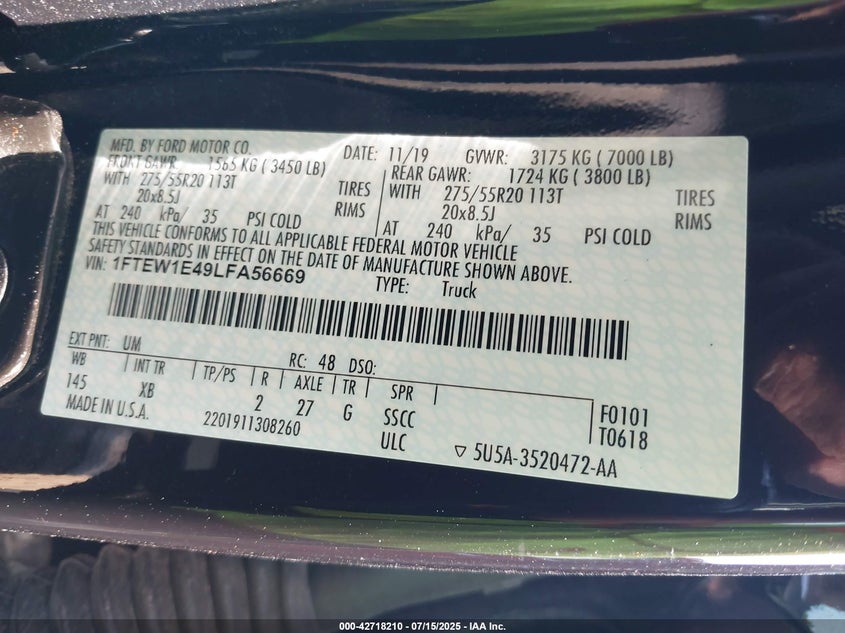 MFD. BY FORD MOTOR CO. DATE: 11/19 GVWR: 3175 KG ( 7000 LB)
FRONT GAWR: 1565 KG ( 3450 LB) REAR GAWR: 1724 KG ( 3800 LB)
WITH 275/55R20 113T TIRES WITH 275/55R20 113T TIRES
20x8.5J RIMS 20x8.5J RIMS
AT 240 kPa/ 35 PSI COLD AT 240 kPa/ 35 PSI COLD
THIS VEHICLE CONFORMS TO ALL APPLICABLE FEDERAL MOTOR VEHICLE
SAFETY STANDARDS IN EFFECT ON THE DATE OF MANUFACTURE SHOWN ABOVE.
VIN: 1FTEW1E49LFA56669 TYPE: Truck
EXT PNT: UM RC: 48 DSO:
WB INT TR TP/PS R AXLE TR SPR
145 XB 2 27 G SSCC F0101
MADE IN U.S.A. 2201911308260 ULC T0618
▽ 5U5A-3520472-AA
000-42718210 - 07/15/2025 - IAA Inc.